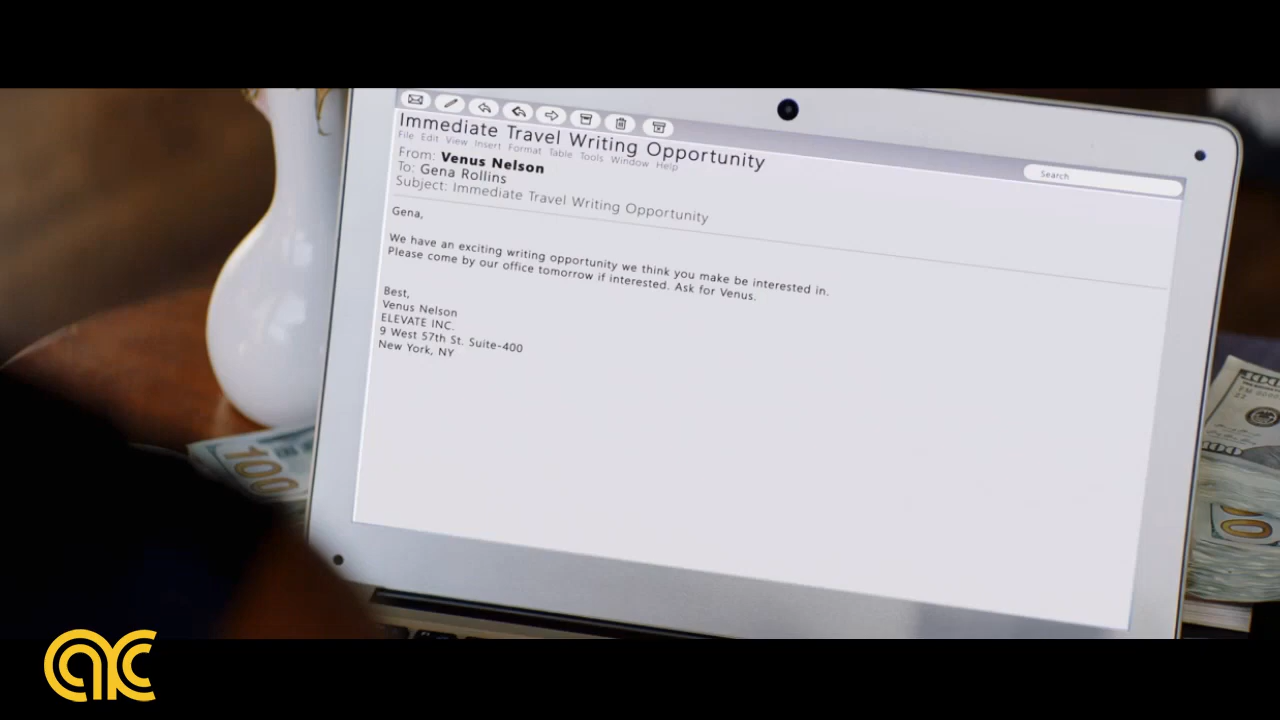 Immediate Travel Writing Opportunity
File Edit View Insert Format Table Tools Window Help
Search
From: Venus Nelson
To: Gena Rollins
Subject: Immediate Travel Writing Opportunity
Gena,
We have an exciting writing opportunity we think you make be interested in.
Please come by our office tomorrow if interested. Ask for Venus.
Best,
Venus Nelson
ELEVATE INC.
9 West 57th St. Suite-400
New York, NY
100
100
ac